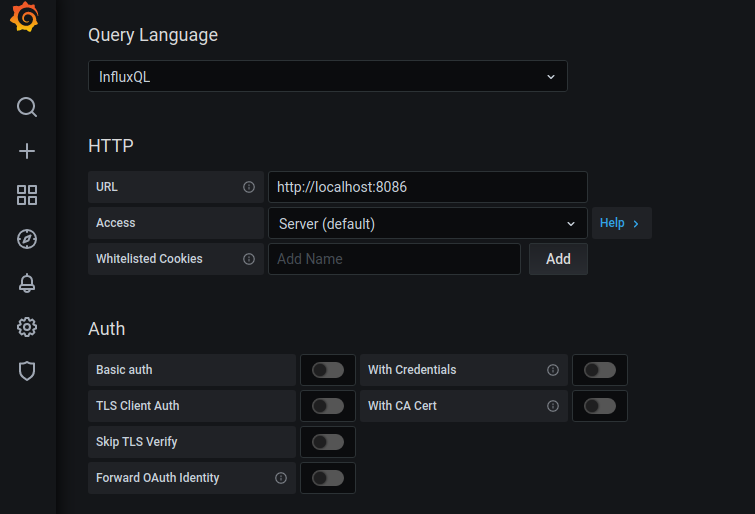 Query Language
InfluxQL
HTTP
URL http://localhost:8086
Access Server (default) Help >
Whitelisted Cookies Add Name Add
Auth
Basic auth With Credentials
TLS Client Auth With CA Cert
Skip TLS Verify
Forward OAuth Identity